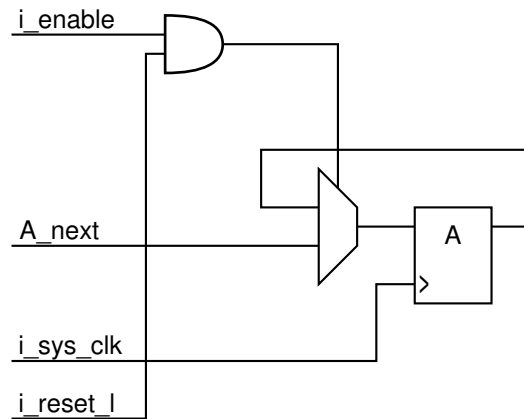 i_enable
A_next
A
i_sys_clk
i_reset_l